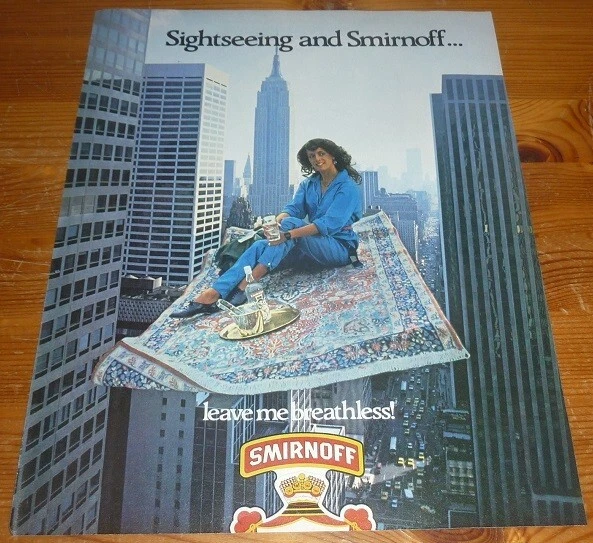 Sightseeing and Smirnoff...
leave me breathless!
SMIRNOFF